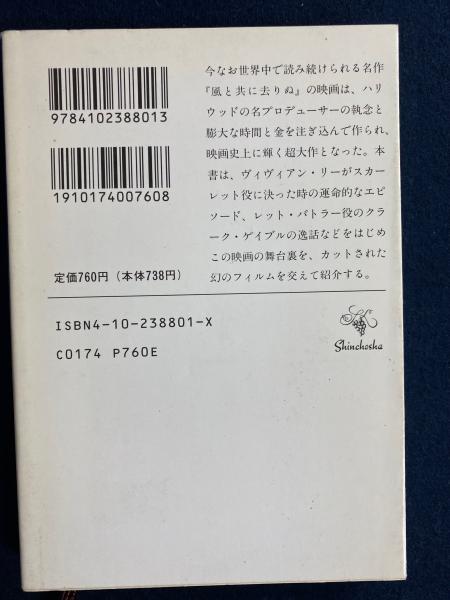 9784102388013
1910174007608
定価760円（本体738円）
今なお世界中で読み続けられる名作
『風と共に去りぬ』の映画は、ハリ
ウッドの名プロデューサーの執念と
膨大な時間と金を注ぎ込んで作られ、
映画史上に輝く超大作となった。本
書は、ヴィヴィアン・リーがスカー
レット役に決った時の運命的なエピ
ソード、レット・バトラー役のクラ
ーク・ゲイブルの逸話などをはじめ
この映画の舞台裏を、カットされた
幻のフィルムを交えて紹介する。
ISBN4-10-238801-X
C0174 P760E
Shinchosha